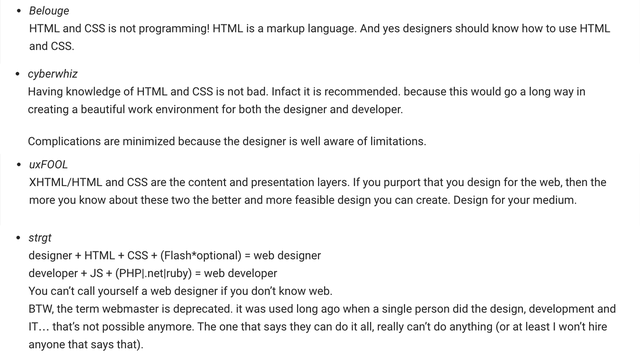 • Belouge
HTML and CSS is not programming! HTML is a markup language. And yes designers should know how to use HTML
and CSS.
• cyberwhiz
Having knowledge of HTML and CSS is not bad. Infact it is recommended. because this would go a long way in
creating a beautiful work environment for both the designer and developer.
Complications are minimized because the designer is well aware of limitations.
• uxFOOL
XHTML/HTML and CSS are the content and presentation layers. If you purport that you design for the web, then the
more you know about these two the better and more feasible design you can create. Design for your medium.
• strgt
designer + HTML + CSS + (Flash*optional) = web designer
developer + JS + (PHP|.net|ruby) = web developer
You can’t call yourself a web designer if you don’t know web.
BTW, the term webmaster is deprecated. it was used long ago when a single person did the design, development and
IT… that’s not possible anymore. The one that says they can do it all, really can’t do anything (or at least I won’t hire
anyone that says that).